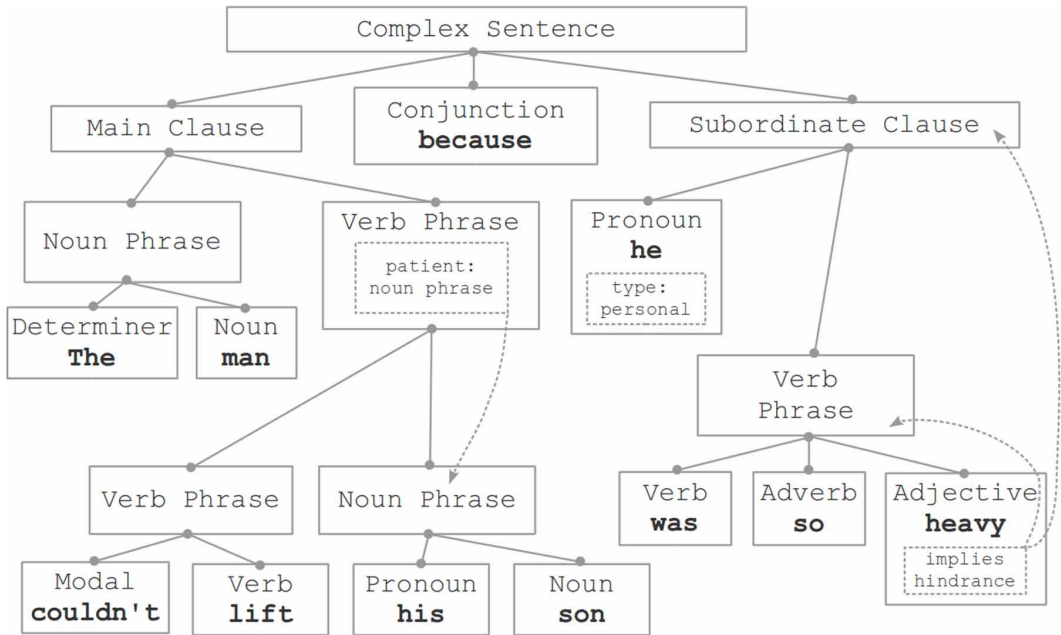 Complex Sentence
Main Clause
Conjunction
because
Subordinate Clause
Noun Phrase
Verb Phrase
patient:
noun phrase
Pronoun
he
type:
personal
Determiner
The
Noun
man
Verb
Phrase
Verb Phrase
Noun Phrase
Verb
was
Adverb
so
Adjective
heavy
implies
hindrance
Modal
couldn't
Verb
lift
Pronoun
his
Noun
son